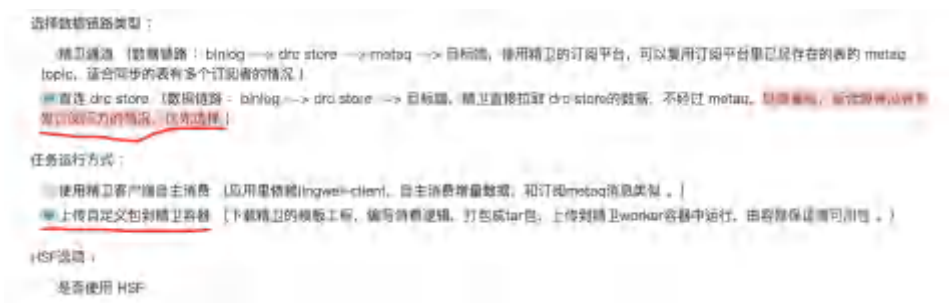 选择数据链路类型：
精卫通道 （数据链路： binlog ---> drc store --->metaq ---> 目标端，使用精卫的订阅平台，可以复用订阅平台里已经存在的表的 metaq
topic，适合同步的表有多个订阅者的情况）
直连 drc store （数据链路： binlog ---> drc store ---> 目标端，精卫直接拉取 drc store的数据，不经过 metaq，
订阅 的情况，优先选择）
任务运行方式：
使用精卫客户端自主消费 （应用里依赖jingwei-client，自主消费增量数据，和订阅metaq消息类似 。）
上传自定义包到精卫容器 （下载精卫的模板工程，编写消费逻辑，打包成tar包，上传到精卫worker容器中运行，由容器保证高可用性 。）
HSF选项：
是否使用 HSF